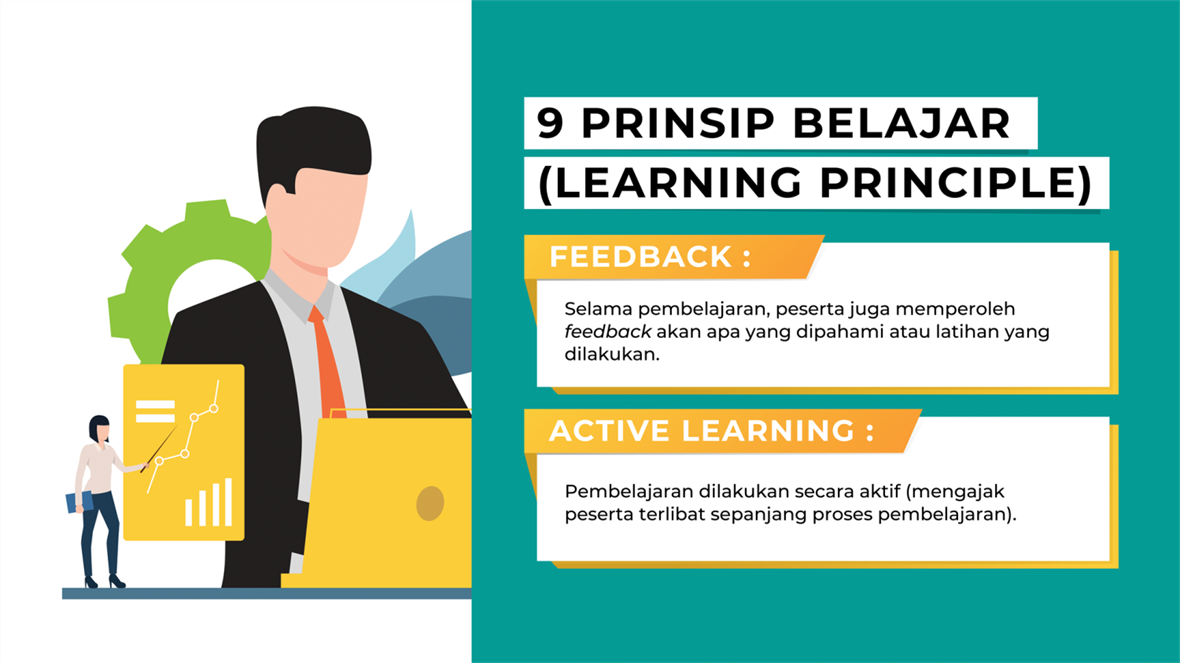 9 PRINSIP BELAJAR
(LEARNING PRINCIPLE)
FEEDBACK :
Selama pembelajaran, peserta juga memperoleh
feedback akan apa yang dipahami atau latihan yang
dilakukan.
ACTIVE LEARNING :
Pembelajaran dilakukan secara aktif (mengajak
peserta terlibat sepanjang proses pembelajaran).